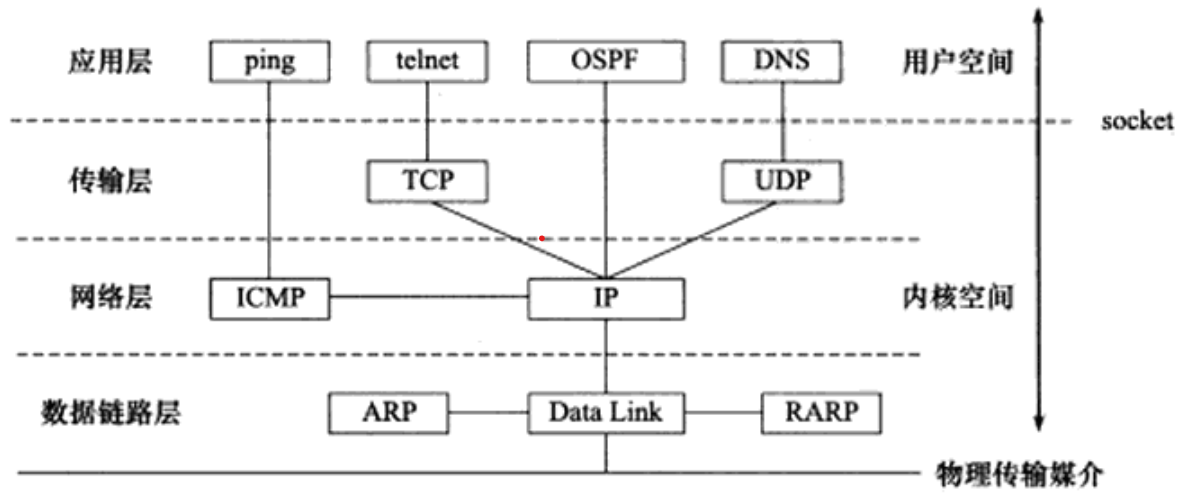 应用层 ping telnet OSPF DNS 用户空间
socket
传输层 TCP UDP
网络层 ICMP IP 内核空间
数据链路层 ARP Data Link RARP
物理传输媒介